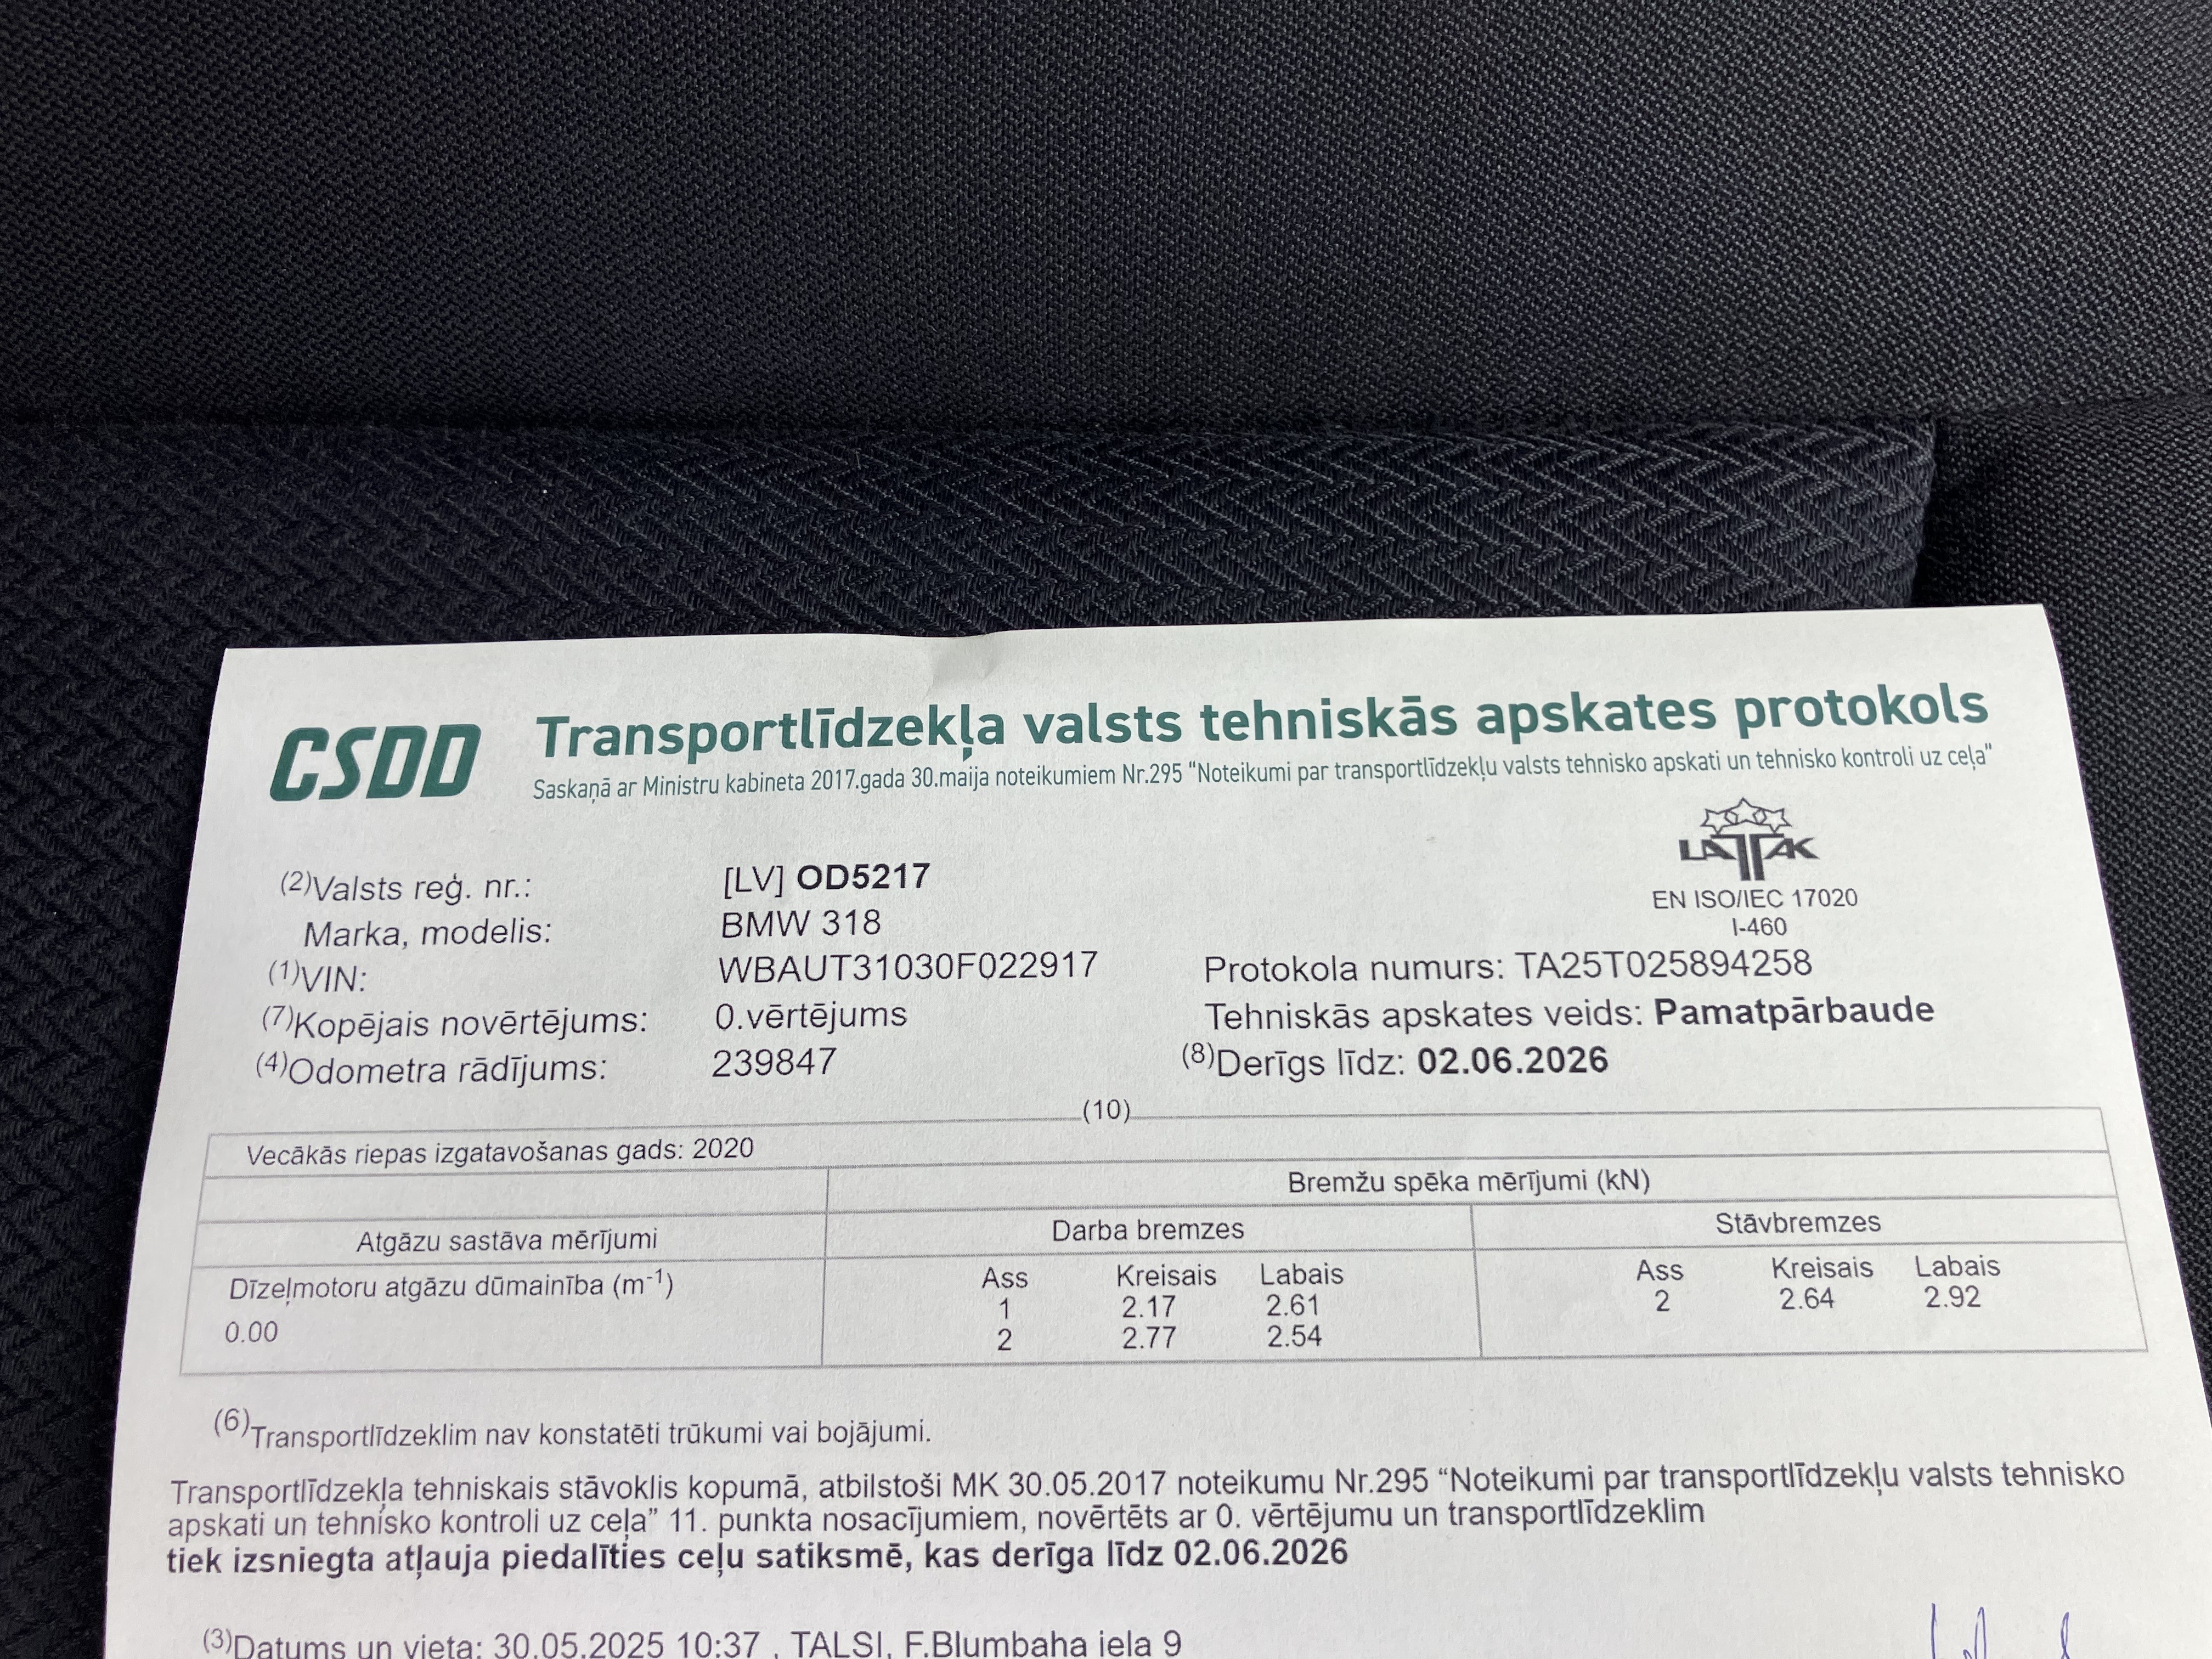 CSDD
Transportlīdzekļa valsts tehniskās apskates protokols
Saskaņā ar Ministru kabineta 2017.gada 30.maija noteikumiem Nr.295 "Noteikumi par transportlīdzekļu valsts tehnisko apskati un tehnisko kontroli uz ceļa"
LATAK
EN ISO/IEC 17020
I-460
(2)Valsts reģ. nr.: [LV] OD5217
Marka, modelis: BMW 318
(1)VIN: WBAUT31030F022917 Protokola numurs: TA25T025894258
(7)Kopējais novērtējums: 0.vērtējums Tehniskās apskates veids: Pamatpārbaude
(4)Odometra rādījums: 239847 (8)Derīgs līdz: 02.06.2026
(10)
Vecākās riepas izgatavošanas gads: 2020
Bremžu spēka mērījumi (kN)
Atgāzu sastāva mērījumi Darba bremzes Stāvbremzes
Dīzeļmotoru atgāzu dūmainība (m-1) Ass Kreisais Labais Ass Kreisais Labais
0.00 1 2.17 2.61 2 2.64 2.92
2 2.77 2.54
(6)Transportlīdzeklim nav konstatēti trūkumi vai bojājumi.
Transportlīdzekļa tehniskais stāvoklis kopumā, atbilstoši MK 30.05.2017 noteikumu Nr.295 “Noteikumi par transportlīdzekļu valsts tehnisko
apskati un tehnisko kontroli uz ceļa” 11. punkta nosacījumiem, novērtēts ar 0. vērtējumu un transportlīdzeklim
tiek izsniegta atļauja piedalīties ceļu satiksmē, kas derīga līdz 02.06.2026
(3)Datums un vieta: 30.05.2025 10:37 , TALSI, F.Blumbaha iela 9